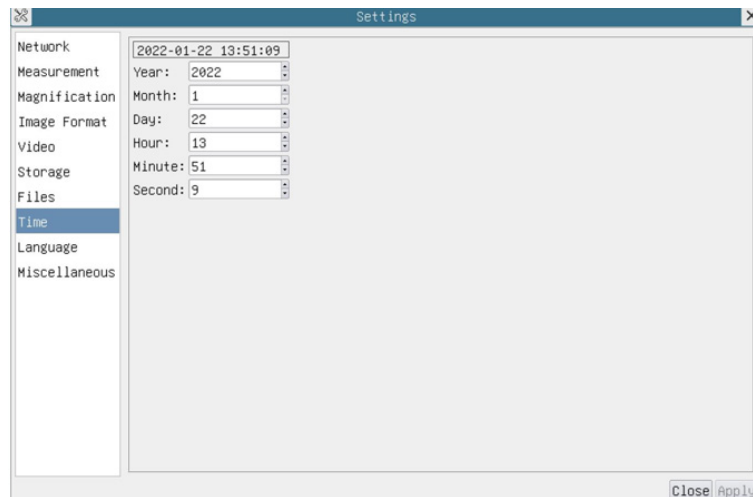 Settings
Network
Measurement
Magnification
Image Format
Video
Storage
Files
Time
Language
Miscellaneous
2022-01-22 13:51:09
Year: 2022
Month: 1
Day: 22
Hour: 13
Minute: 51
Second: 9
Close Apply